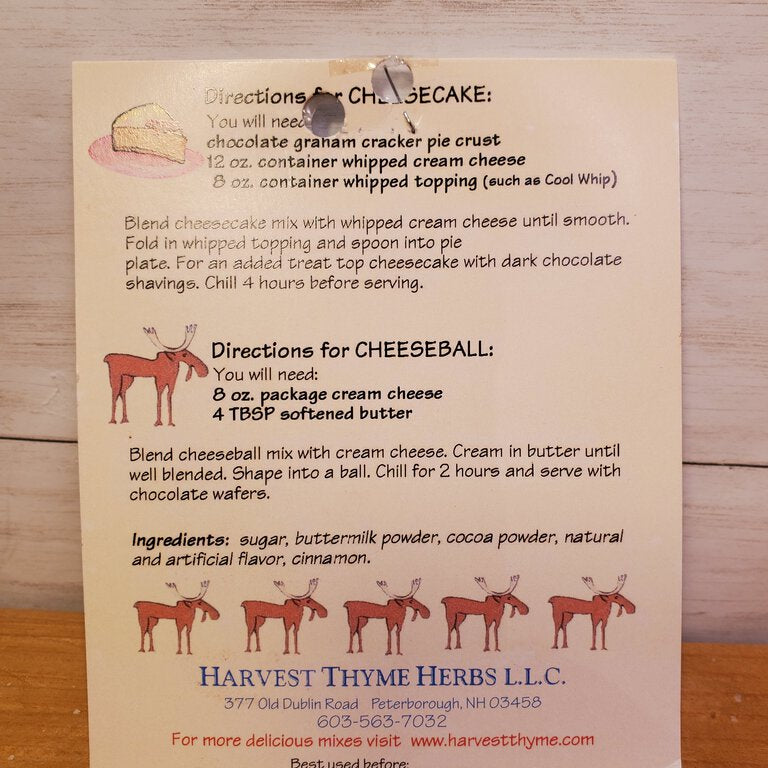 Directions for CHEESECAKE:
You will need
chocolate graham cracker pie crust
12 oz. container whipped cream cheese
8 oz. container whipped topping (such as Cool Whip)
Blend cheesecake mix with whipped cream cheese until smooth.
Fold in whipped topping and spoon into pie
plate. For an added treat top cheesecake with dark chocolate
shavings. Chill 4 hours before serving.
Directions for CHEESEBALL:
You will need:
8 oz. package cream cheese
4 TBSP softened butter
Blend cheeseball mix with cream cheese. Cream in butter until
well blended. Shape into a ball. Chill for 2 hours and serve with
chocolate wafers.
Ingredients: sugar, buttermilk powder, cocoa powder, natural
and artificial flavor, cinnamon.
HARVEST THYME HERBS L.L.C.
377 Old Dublin Road Peterborough, NH 03458
603-563-7032
For more delicious mixes visit www.harvestthyme.com
Best used before: